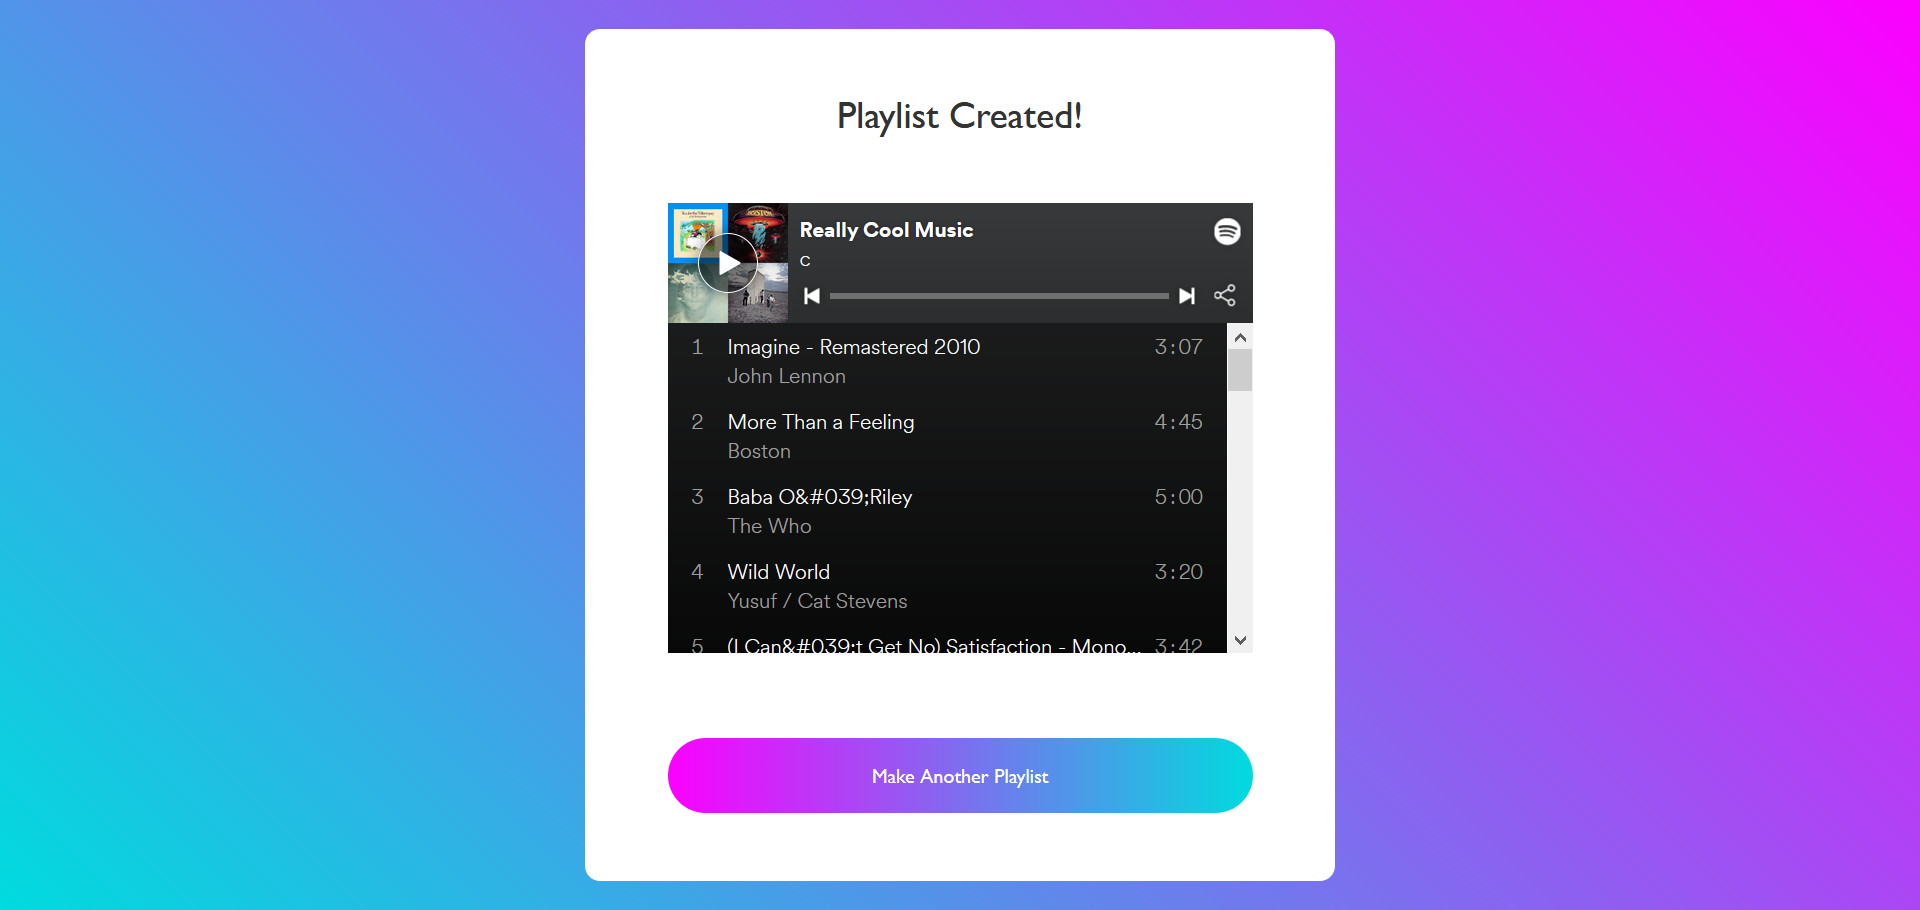 Playlist Created!
BOSTON
Really Cool Music
C
1 Imagine - Remastered 2010 3:07
John Lennon
2 More Than a Feeling 4:45
Boston
3 Baba O&#039;Riley 5:00
The Who
4 Wild World 3:20
Yusuf / Cat Stevens
5 (I Can&#039;t Get No) Satisfaction - Mono... 3:42
Make Another Playlist